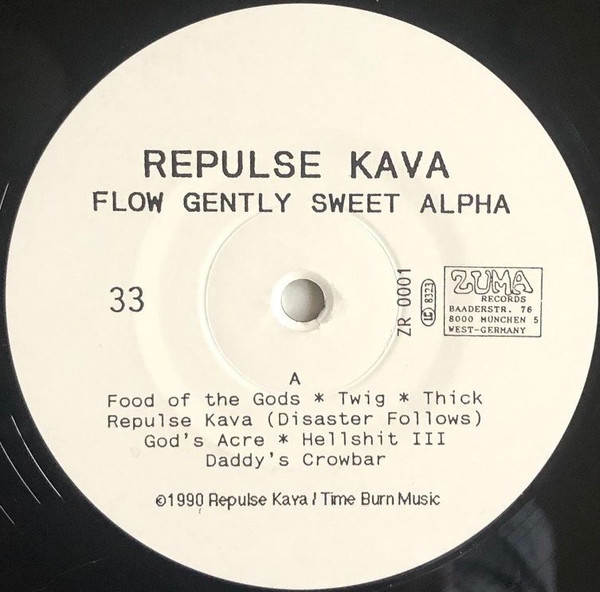 REPULSE KAVA
FLOW GENTLY SWEET ALPHA
33
ZR 0001
LC 8323
ZUMA
RECORDS
BAADERSTR. 76
8000 MÜNCHEN 5
WEST-GERMANY
A
Food of the Gods * Twig * Thick
Repulse Kava (Disaster Follows)
God's Acre * Hellshit III
Daddy's Crowbar
©1990 Repulse Kava / Time Burn Music